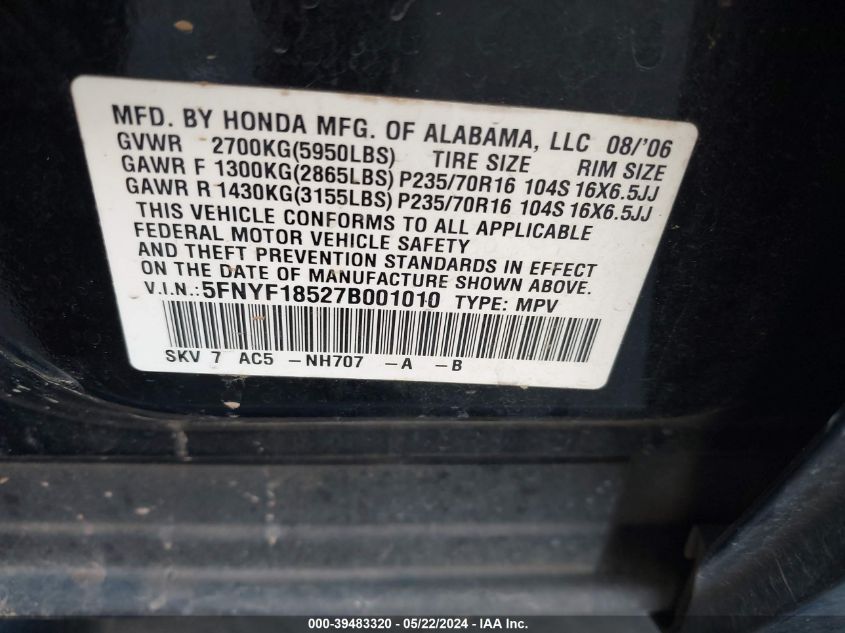 MFD. BY HONDA MFG. OF ALABAMA, LLC 08/'06
GVWR 2700KG(5950LBS) TIRE SIZE RIM SIZE
GAWR F 1300KG(2865LBS) P235/70R16 104S 16X6.5JJ
GAWR R 1430KG(3155LBS) P235/70R16 104S 16X6.5JJ
THIS VEHICLE CONFORMS TO ALL APPLICABLE
FEDERAL MOTOR VEHICLE SAFETY
AND THEFT PREVENTION STANDARDS IN EFFECT
ON THE DATE OF MANUFACTURE SHOWN ABOVE.
V.I.N.: 5FNYF18527B001010 TYPE: MPV
SKV 7 AC5 -NH707 -A -B
000-39483320 - 05/22/2024 - IAA Inc.